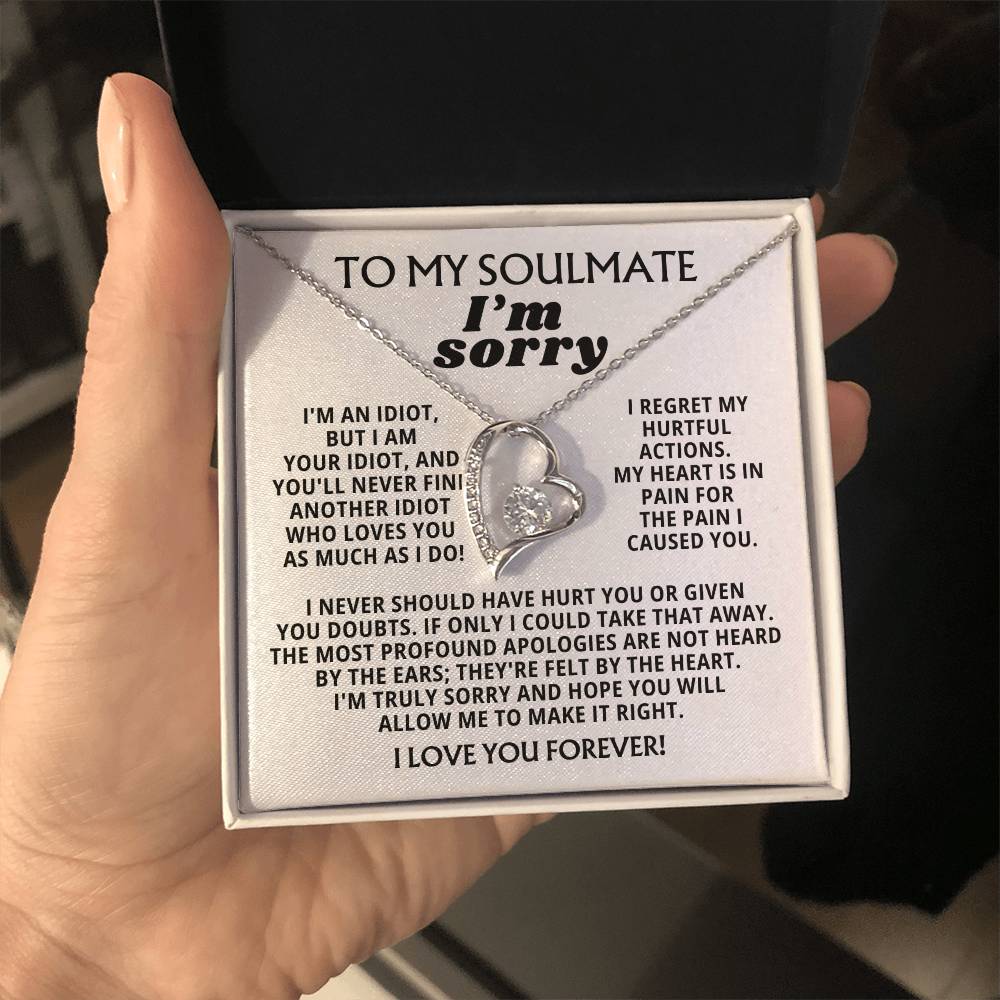 TO MY SOULMATE
I'm
sorry
I'M AN IDIOT,
BUT I AM
YOUR IDIOT, AND
YOU'LL NEVER FIN
ANOTHER IDIOT
WHO LOVES YOU
AS MUCH AS I DO!
I REGRET MY
HURTFUL
ACTIONS.
MY HEART IS IN
PAIN FOR
THE PAIN I
CAUSED YOU.
I NEVER SHOULD HAVE HURT YOU OR GIVEN
YOU DOUBTS. IF ONLY I COULD TAKE THAT AWAY.
THE MOST PROFOUND APOLOGIES ARE NOT HEARD
BY THE EARS; THEY'RE FELT BY THE HEART.
I'M TRULY SORRY AND HOPE YOU WILL
ALLOW ME TO MAKE IT RIGHT.
I LOVE YOU FOREVER!